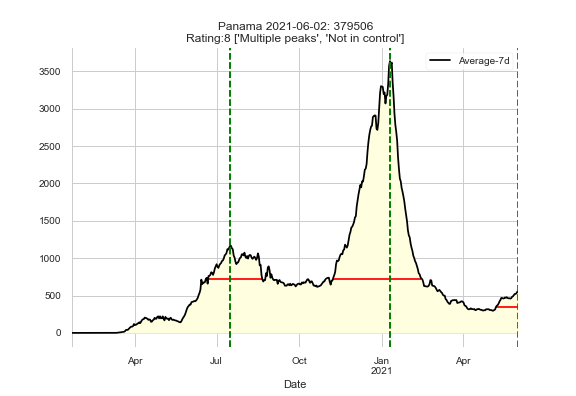 Panama 2021-06-02: 379506
Rating:8 ['Multiple peaks', 'Not in control']
Average-7d
3500
3000
2500
2000
1500
1000
500
0
Apr
Jul
Oct
Jan
2021
Apr
Date